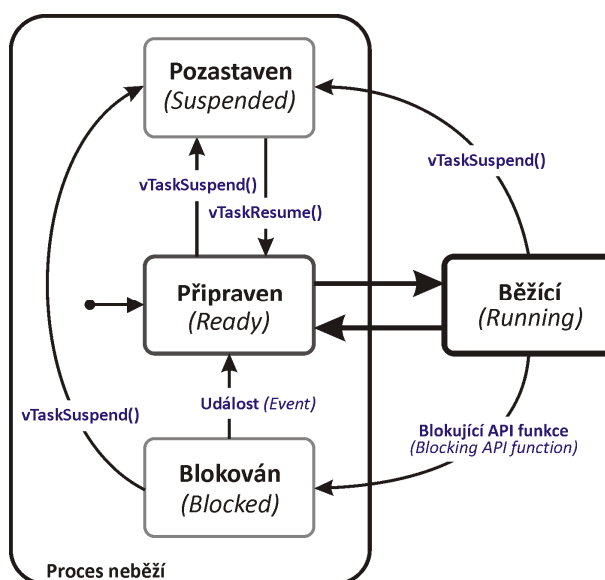 Pozastaven
(Suspended)
vTaskSuspend()
vTaskSuspend()
vTaskResume()
Připraven
(Ready)
Běžící
(Running)
vTaskSuspend()
Událost (Event)
Blokující API funkce
(Blocking API function)
Blokován
(Blocked)
Proces neběží